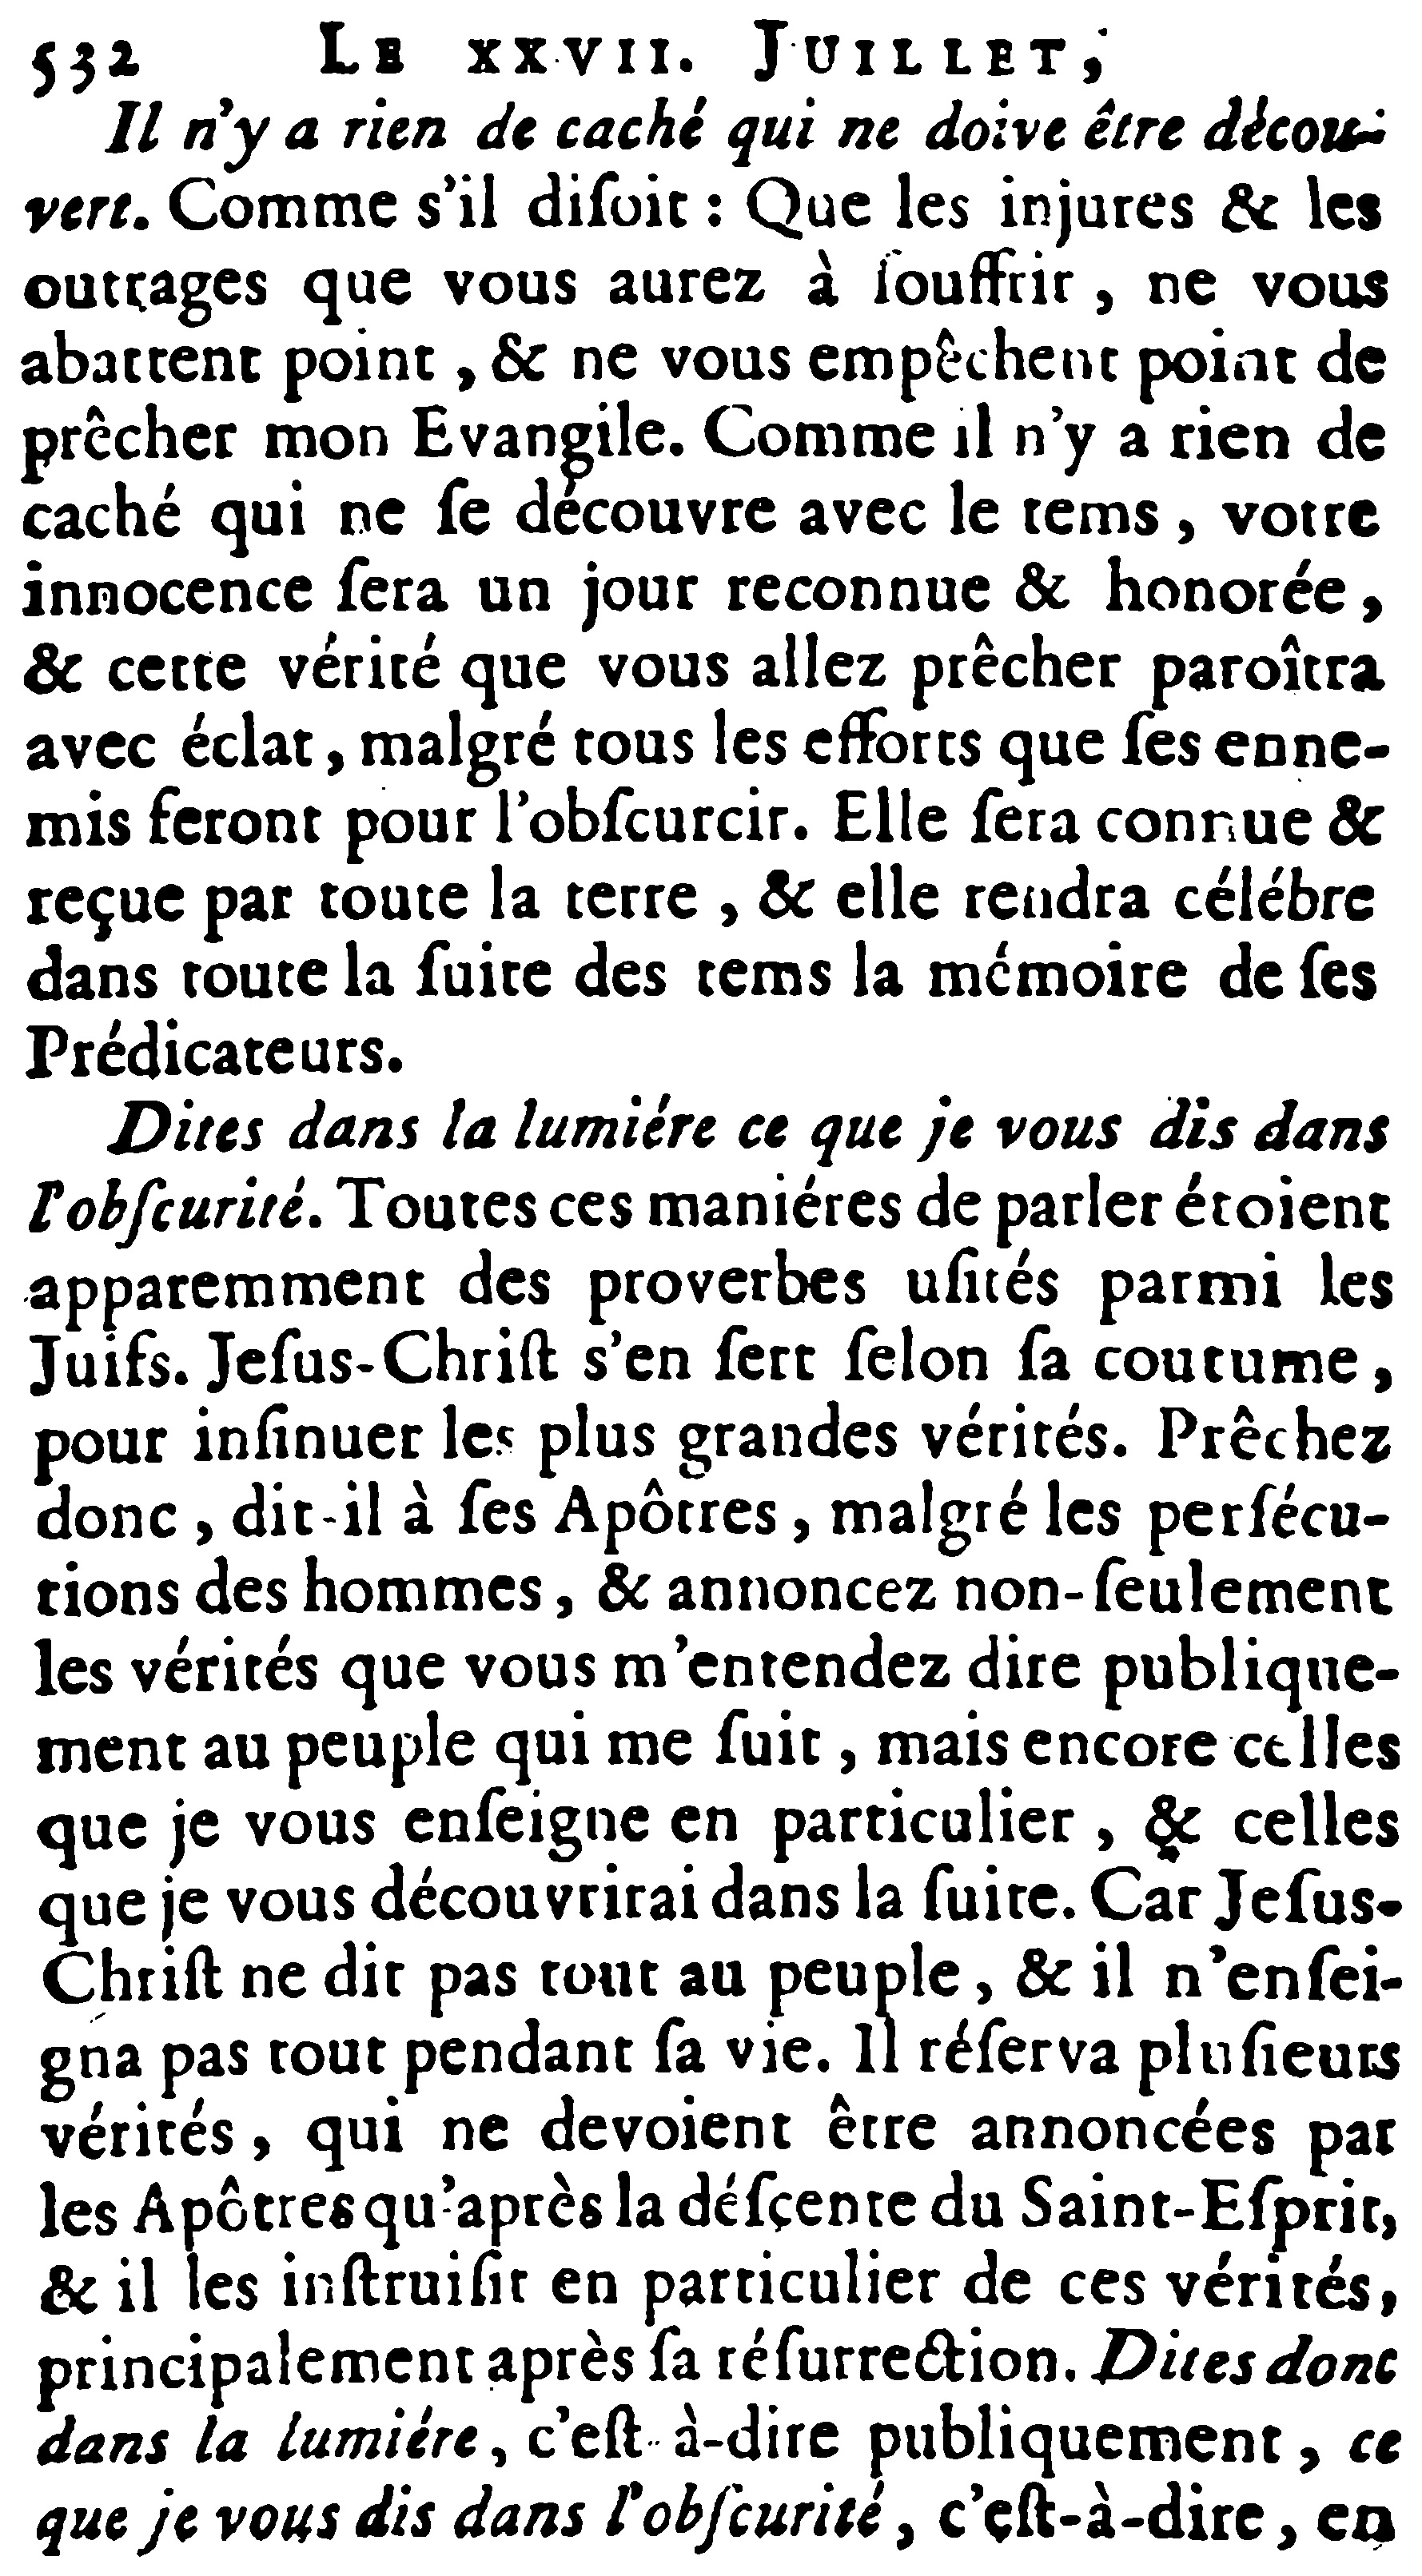 532 LE XXVII. JUILLET,
Il n'y a rien de caché qui ne doive être décou-
vert. Comme s'il diſoit : Que les injures & les
outrages que vous aurez à ſouffrir, ne vous
abattent point, & ne vous empêchent point de
prêcher mon Evangile. Comme il n'y a rien de
caché qui ne ſe découvre avec le tems, votre
innocence ſera un jour reconnue & honorée,
& cette vérité que vous allez prêcher paroîtra
avec éclat, malgré tous les efforts que ſes enne-
mis feront pour l'obſcurcir. Elle ſera connue &
reçue par toute la terre, & elle rendra célébre
dans toute la ſuite des tems la mémoire de ſes
Prédicateurs.
Dites dans la lumiére ce que je vous dis dans
l'obſcurité. Toutes ces maniéres de parler étoient
apparemment des proverbes uſités parmi les
Juifs. Jeſus-Chriſt s'en ſert ſelon ſa coutume,
pour inſinuer les plus grandes vérités. Prêchez
donc, dit-il à ſes Apôtres, malgré les perſécu-
tions des hommes, & annoncez non-ſeulement
les vérités que vous m'entendez dire publique-
ment au peuple qui me ſuit, mais encore celles
que je vous enſeigne en particulier, & celles
que je vous découvrirai dans la ſuite. Car Jeſus-
Chriſt ne dit pas tout au peuple, & il n'enſei-
gna pas tout pendant ſa vie. Il réſerva pluſieurs
vérités, qui ne devoient être annoncées par
les Apôtres qu'après la déſçente du Saint-Eſprit,
& il les inſtruiſit en particulier de ces vérités,
principalement après ſa réſurrection. Dites donc
dans la lumiére, c'eſt-à-dire publiquement, ce
que je vous dis dans l'obſcurité, c'eſt-à-dire, en